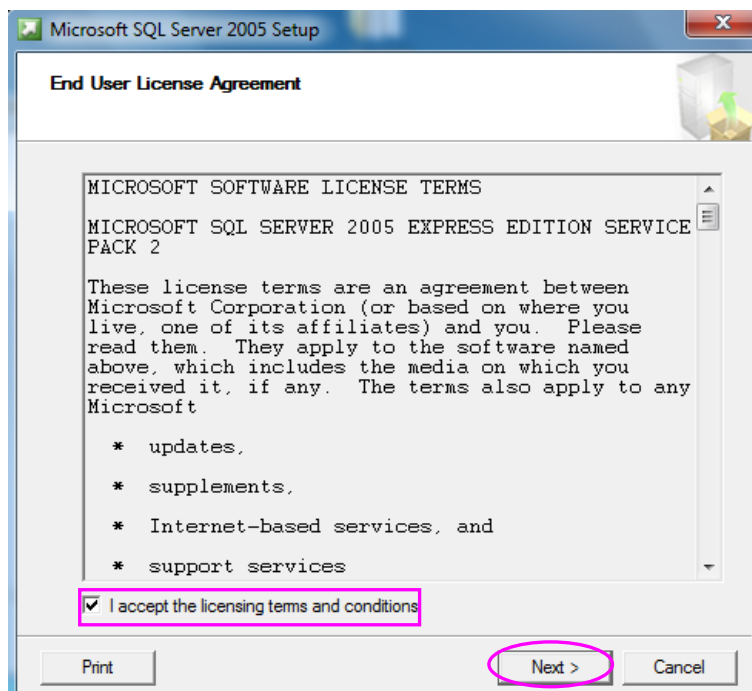 Microsoft SQL Server 2005 Setup
End User License Agreement
MICROSOFT SOFTWARE LICENSE TERMS
MICROSOFT SQL SERVER 2005 EXPRESS EDITION SERVICE
PACK 2
These license terms are an agreement between
Microsoft Corporation (or based on where you
live, one of its affiliates) and you.  Please
read them.  They apply to the software named
above, which includes the media on which you
received it, if any.  The terms also apply to any
Microsoft
*  updates,
*  supplements,
*  Internet-based services, and
*  support services
I accept the licensing terms and conditions
Print
Next >
Cancel